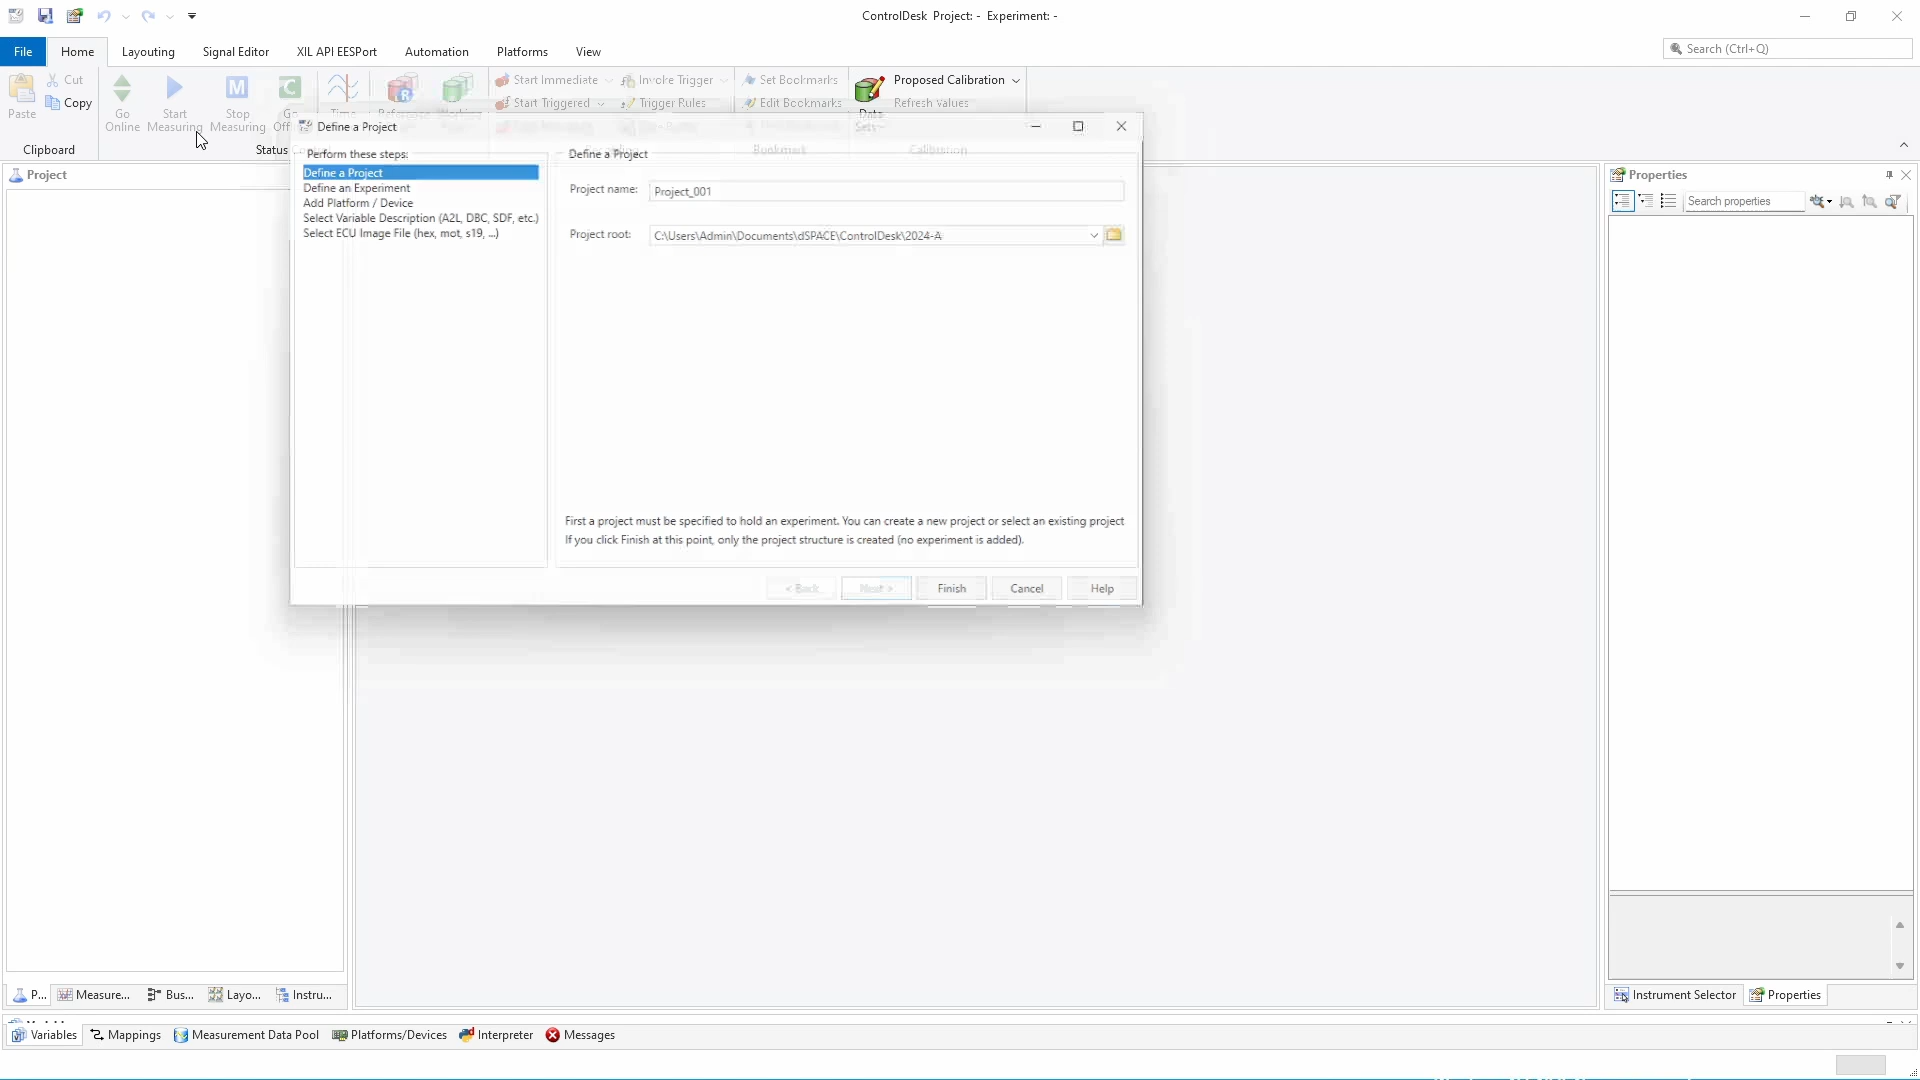 ControlDesk Project: - Experiment: -
File Home Layouting Signal Editor XIL API EESPort Automation Platforms View
Search (Ctrl+Q)
Paste Cut Copy
Go Online Start Measuring Stop Measuring Go
Time
Start Immediate Invoke Trigger Set Bookmarks Proposed Calibration
Start Triggered Trigger Rules Edit Bookmarks Data Sets Refresh Values
Clipboard Status Bookmark Calibration
Define a Project
Perform these steps:
Define a Project
Define an Experiment
Add Platform / Device
Select Variable Description (A2L, DBC, SDF, etc.)
Select ECU Image File (hex, mot, s19, ...)
Define a Project
Project name: Project_001
Project root: C:\Users\Admin\Documents\dSPACE\ControlDesk\2024-A
First a project must be specified to hold an experiment. You can create a new project or select an existing project
If you click Finish at this point, only the project structure is created (no experiment is added).
< Back Next > Finish Cancel Help
Project
Properties
Search properties
P... Measure... Bus... Layo... Instru...
Instrument Selector Properties
Variables Mappings Measurement Data Pool Platforms/Devices Interpreter Messages